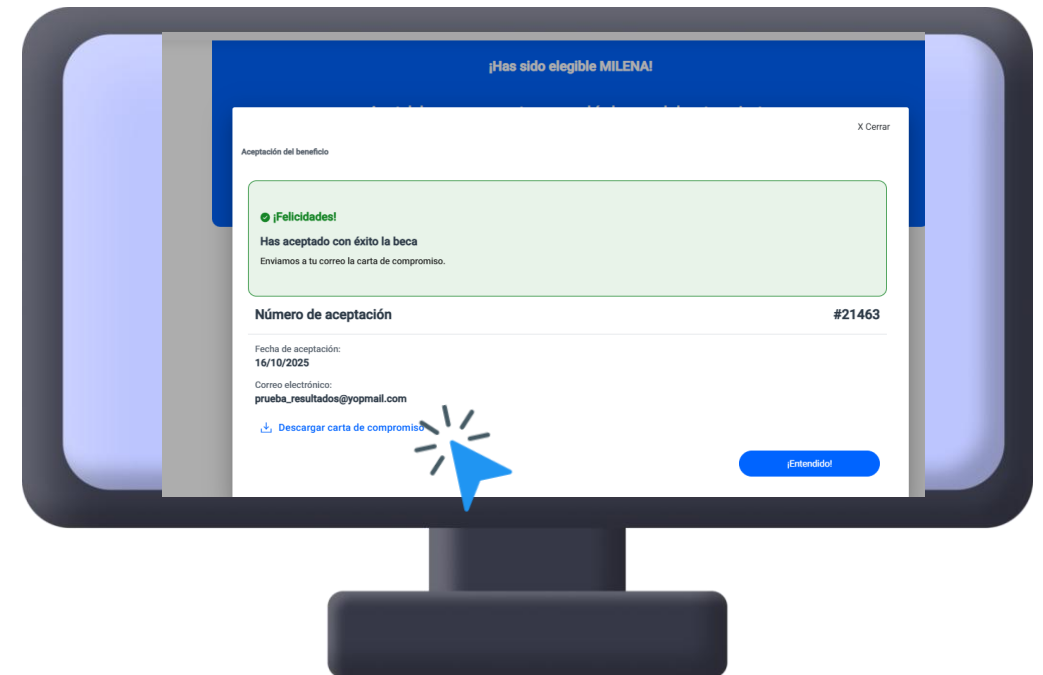 ¡Has sido elegible MILENA!
X Cerrar
Aceptación del beneficio
¡Felicidades!
Has aceptado con éxito la beca
Enviamos a tu correo la carta de compromiso.
Número de aceptación #21463
Fecha de aceptación:
16/10/2025
Correo electrónico:
prueba_resultados@yopmail.com
Descargar carta de compromiso
¡Entendido!